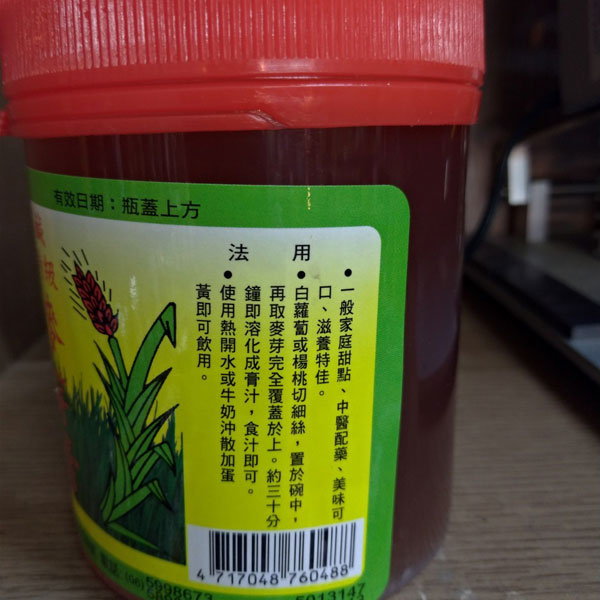 有效日期：瓶蓋上方
用法
●一般家庭甜點、中醫配藥、美味可
口、滋養特佳。
●白蘿蔔或楊桃切細絲，置於碗中，
再取麥芽完全覆蓋於上。約三十分
鐘即溶化成膏汁，食汁即可。
●使用熱開水或牛奶沖散加蛋
黃即可飲用。
4 717048 760488
5913147